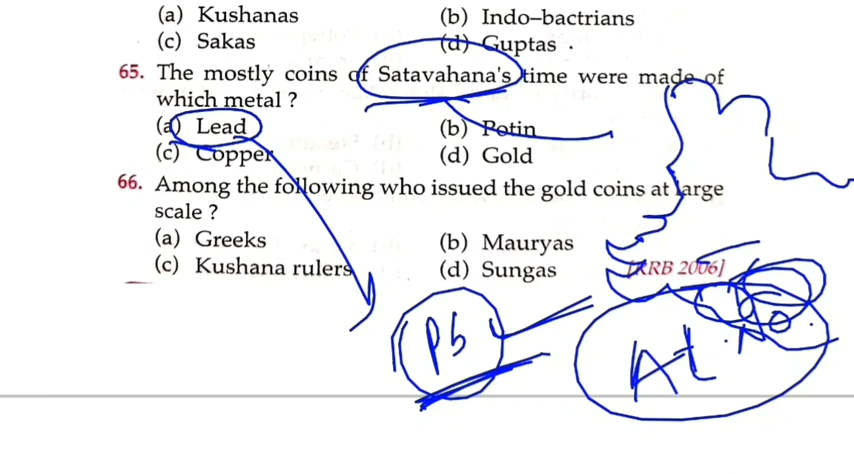 (a) Kushanas (b) Indo–bactrians
(c) Sakas (d) Guptas
65. The mostly coins of Satavahana's time were made of
which metal ?
(a) Lead (b) Potin
(c) Copper (d) Gold
66. Among the following who issued the gold coins at large
scale ?
(a) Greeks (b) Mauryas
(c) Kushana rulers (d) Sungas
[RRB 2006]
Pb
At. No.